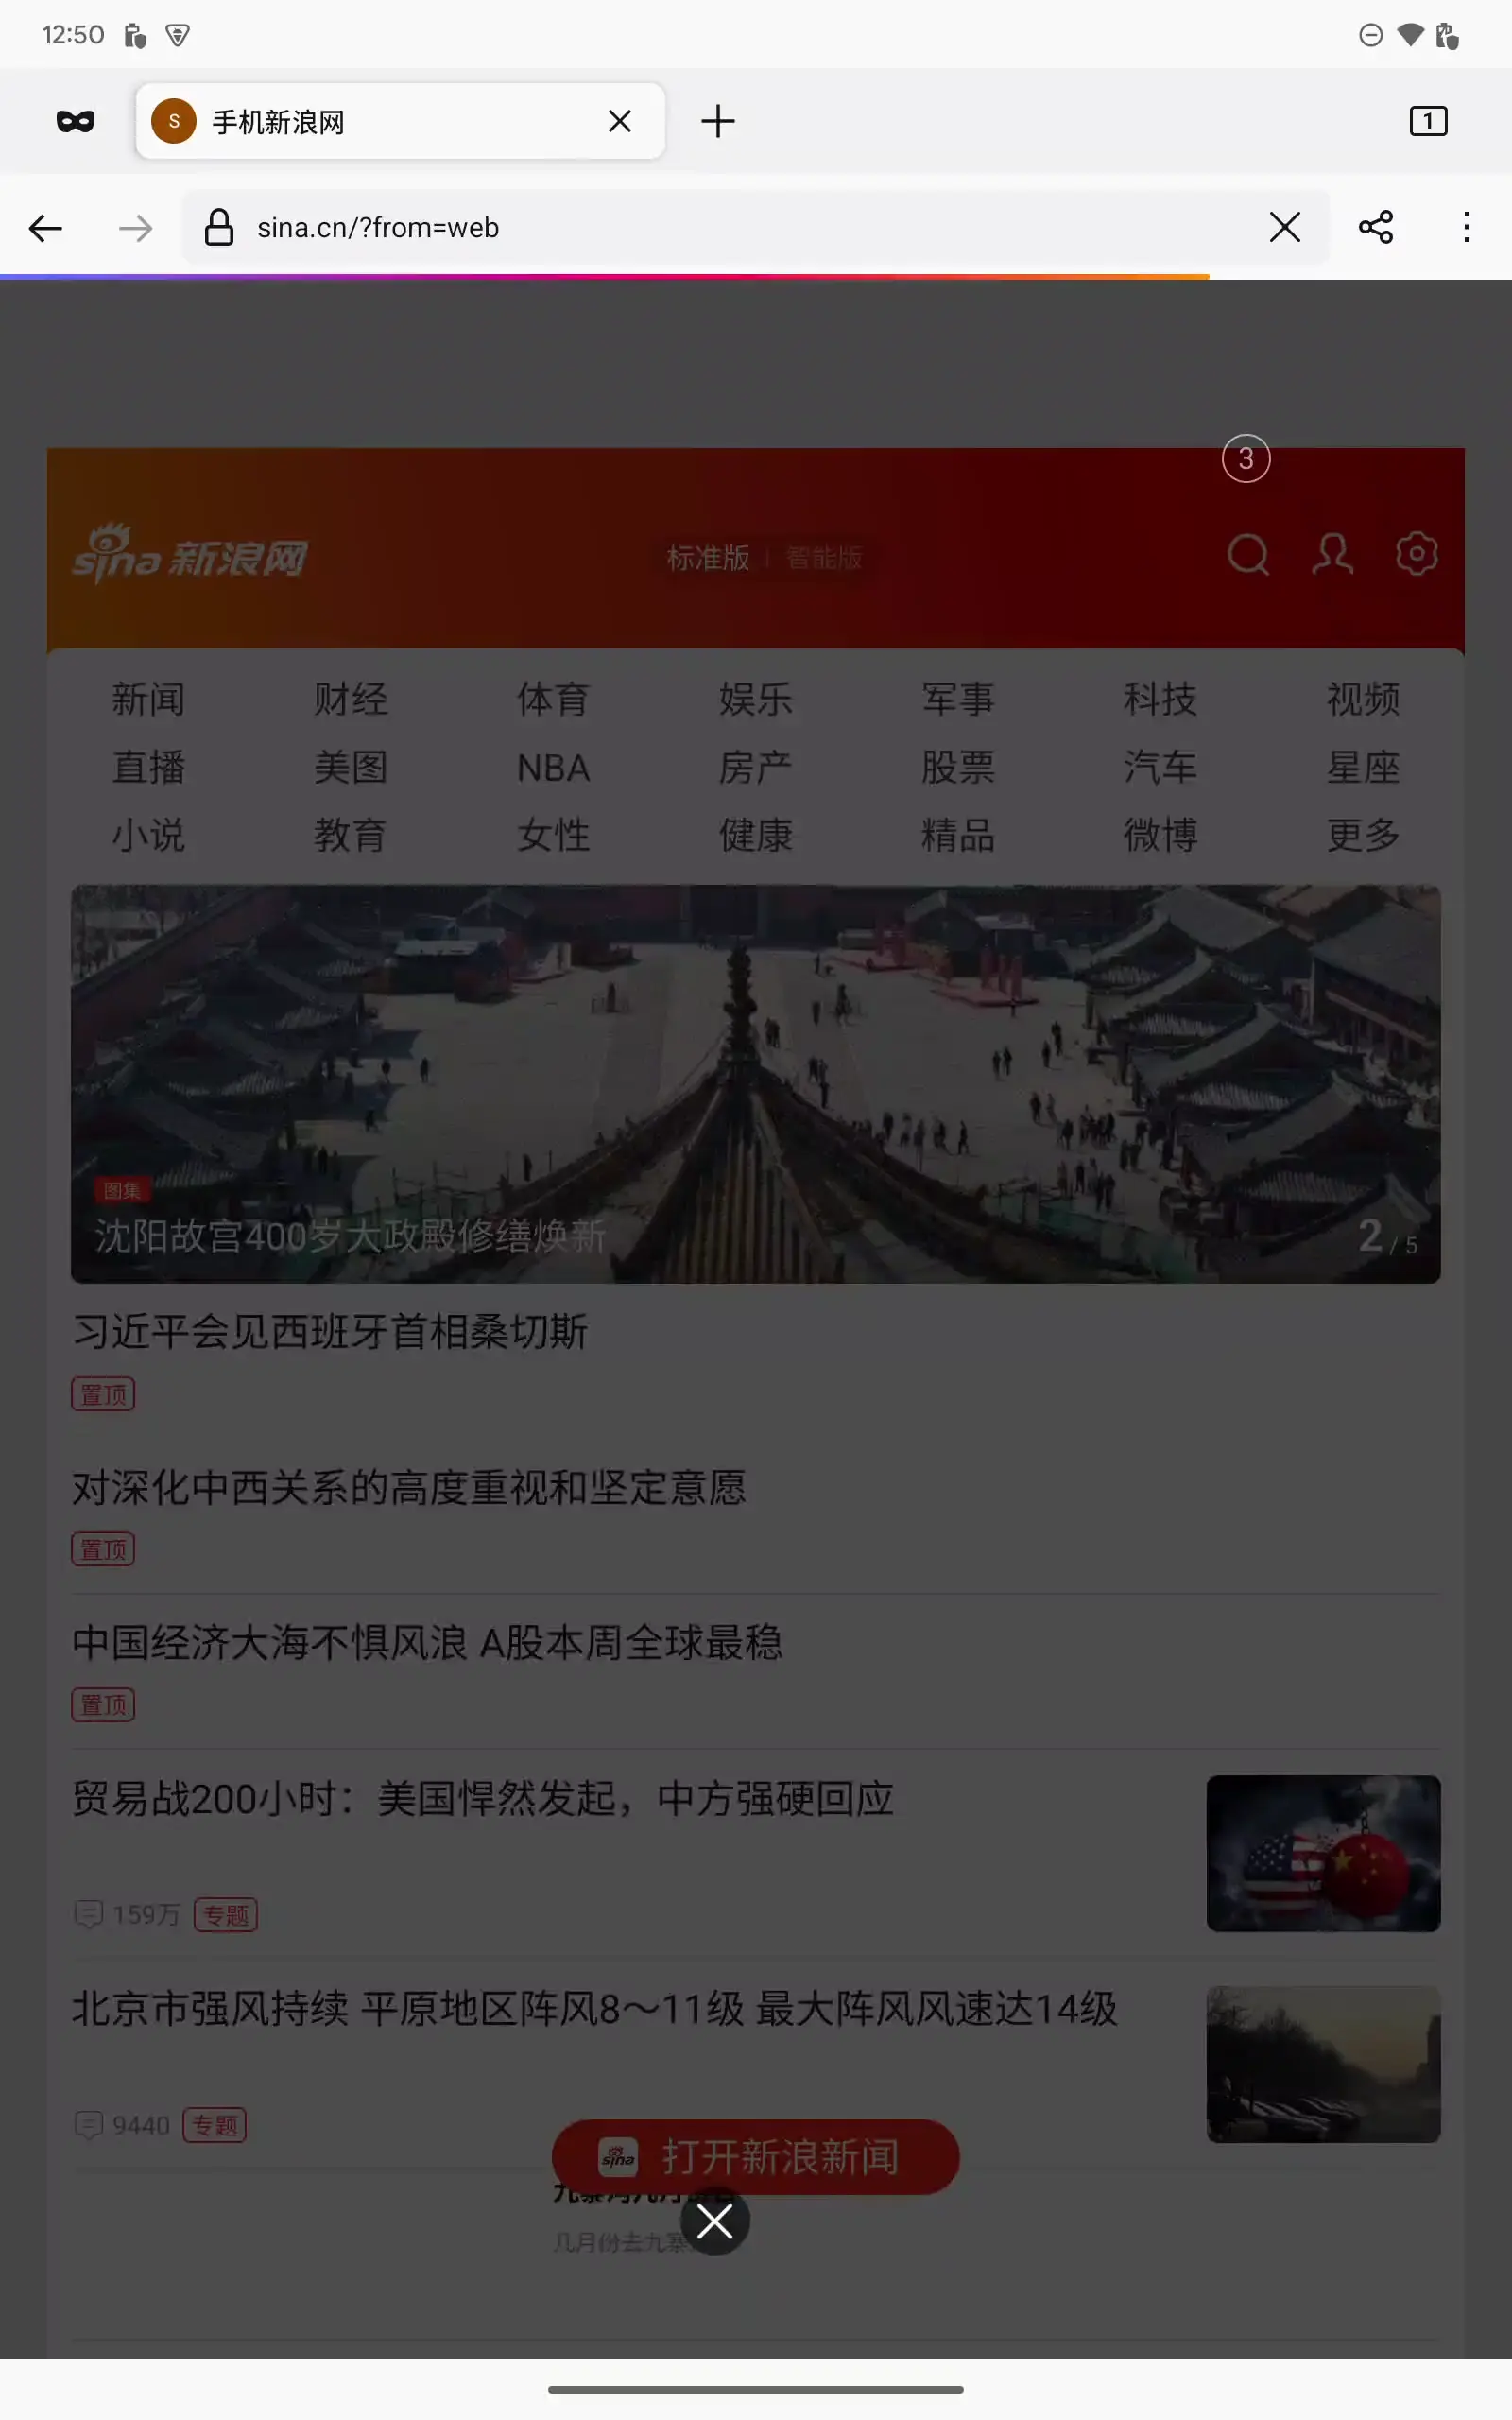 12:50
S 手机新浪网
1
sina.cn/?from=web
3
sina 新浪网
标准版 | 智能版
新闻 财经 体育 娱乐 军事 科技 视频
直播 美图 NBA 房产 股票 汽车 星座
小说 教育 女性 健康 精品 微博 更多
图集
沈阳故宫400岁大政殿修缮焕新
2 / 5
习近平会见西班牙首相桑切斯
置顶
对深化中西关系的高度重视和坚定意愿
置顶
中国经济大海不惧风浪 A股本周全球最稳
置顶
贸易战200小时：美国悍然发起，中方强硬回应
159万 专题
北京市强风持续 平原地区阵风8～11级 最大阵风风速达14级
9440 专题
sina 打开新浪新闻
几月份去九寨